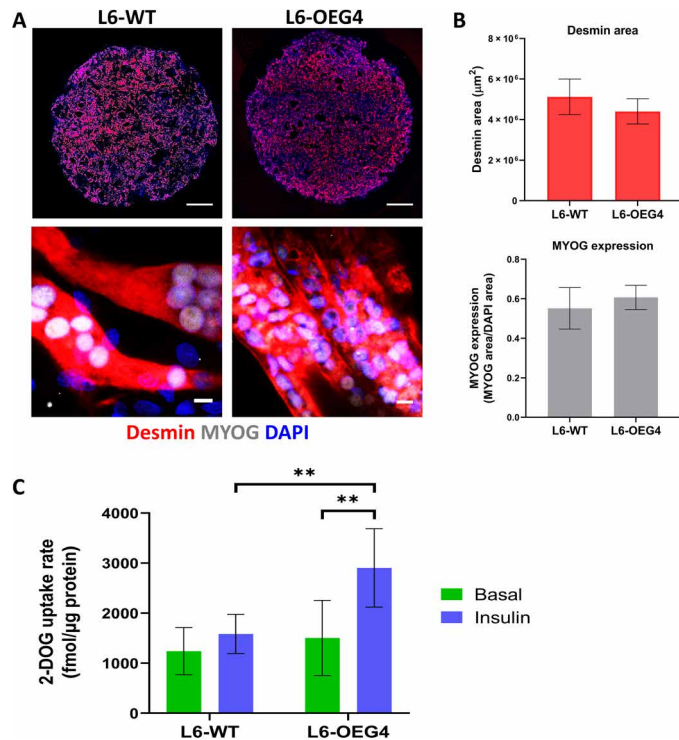 A
L6-WT
L6-OEG4
Desmin MYOG DAPI
B
Desmin area
Desmin area (μm²)
8×10⁶
6×10⁶
4×10⁶
2×10⁶
0
L6-WT
L6-OEG4
MYOG expression
MYOG expression
(MYOG area/DAPI area)
0.8
0.6
0.4
0.2
0.0
L6-WT
L6-OEG4
C
**
**
2-DOG uptake rate
(fmol/µg protein)
4000
3000
2000
1000
0
L6-WT
L6-OEG4
Basal
Insulin